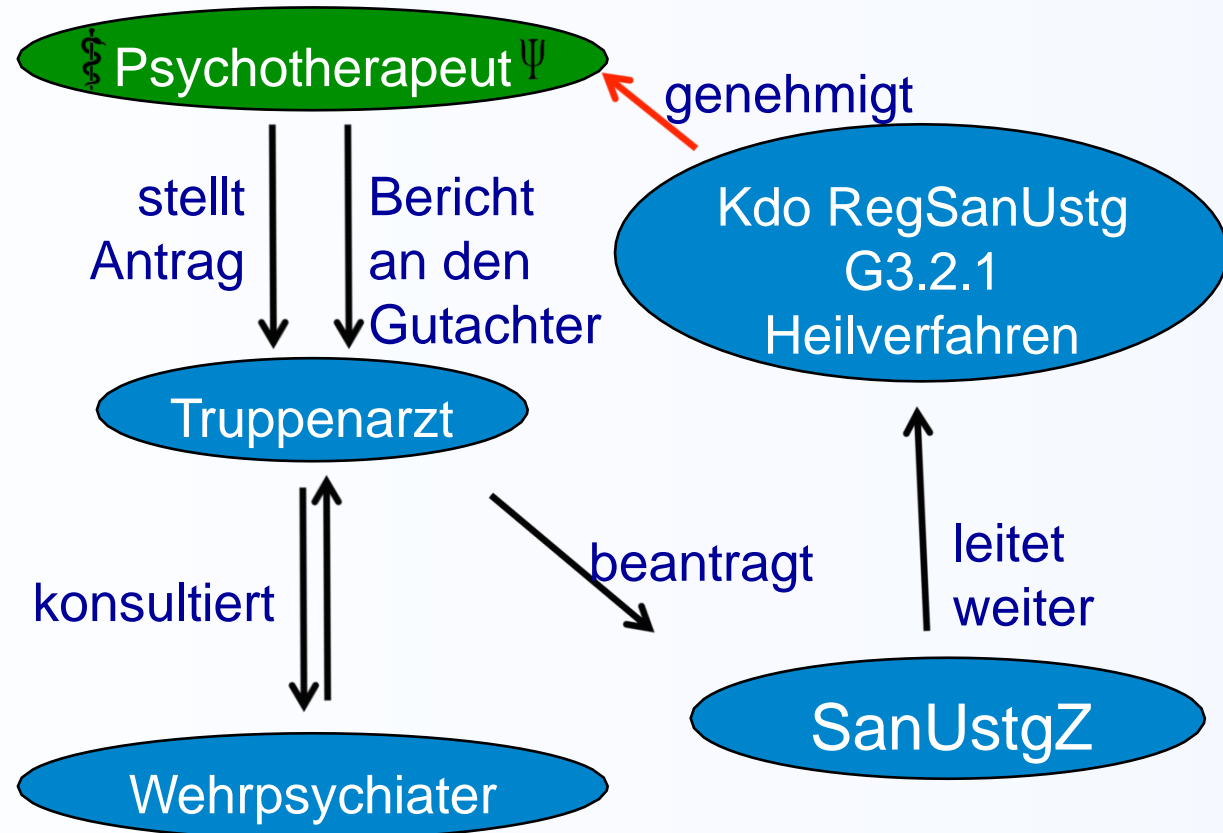 Psychotherapeut Ψ
genehmigt
stellt
Antrag
Bericht
an den
Gutachter
Kdo RegSanUstg
G3.2.1
Heilverfahren
Truppenarzt
konsultiert
beantragt
leitet
weiter
SanUstgZ
Wehrpsychiater